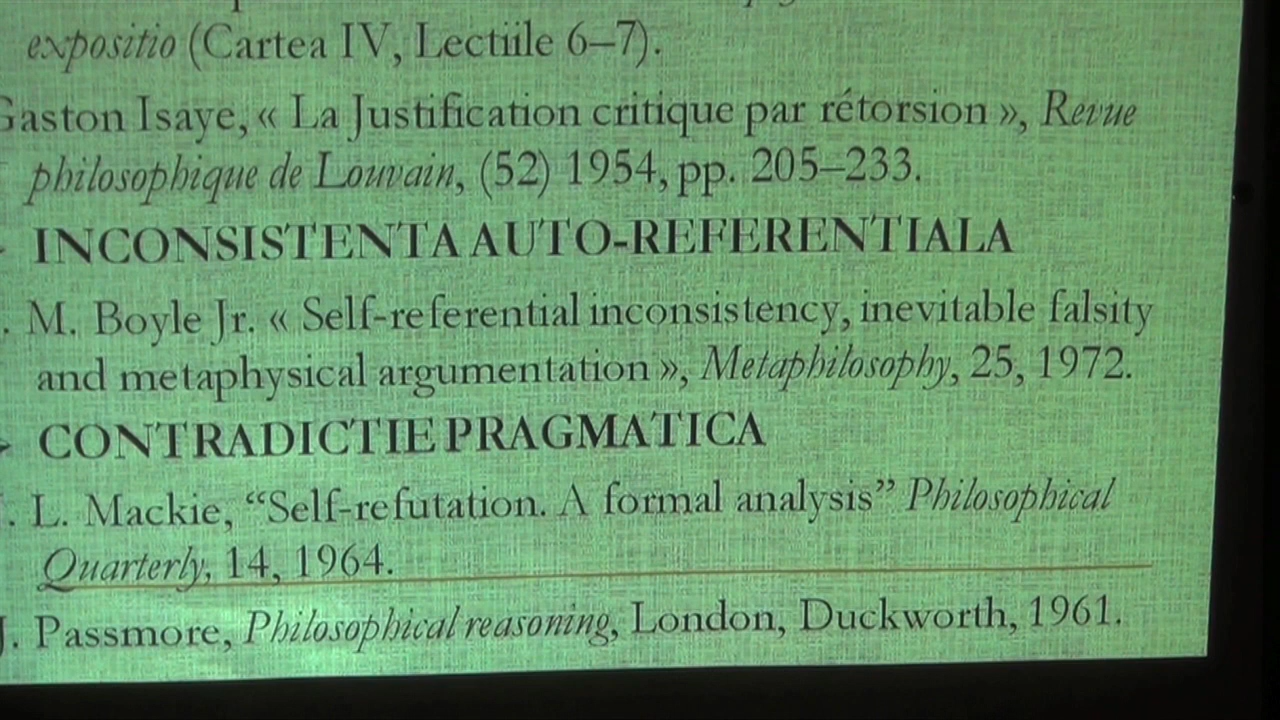 expositio (Cartea IV, Lectiile 6–7).
Gaston Isaye, « La Justification critique par rétorsion », Revue
philosophique de Louvain, (52) 1954, pp. 205–233.
INCONSISTENTA AUTO-REFERENTIALA
. M. Boyle Jr. « Self-referential inconsistency, inevitable falsity
and metaphysical argumentation », Metaphilosophy, 25, 1972.
CONTRADICTIE PRAGMATICA
. L. Mackie, “Self-refutation. A formal analysis” Philosophical
Quarterly, 14, 1964.
J. Passmore, Philosophical reasoning, London, Duckworth, 1961.